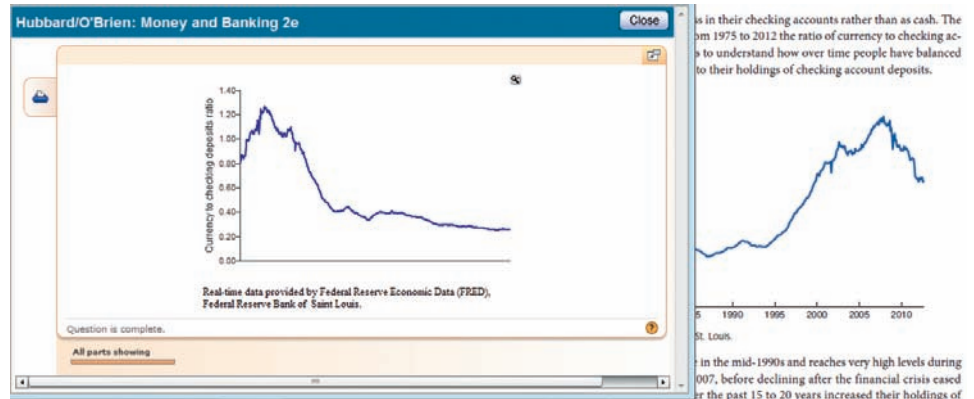 Hubbard/O'Brien: Money and Banking 2e
Close
Currency to checking deposits ratio
1.40
1.20
1.00
0.80
0.60
0.40
0.20
0.00
Real-time data provided by Federal Reserve Economic Data (FRED),
Federal Reserve Bank of Saint Louis.
Question is complete.
?
All parts showing
s in their checking accounts rather than as cash. The
om 1975 to 2012 the ratio of currency to checking ac-
s to understand how over time people have balanced
to their holdings of checking account deposits.
5 1990 1995 2000 2005 2010
St. Louis.
in the mid-1990s and reaches very high levels during
007, before declining after the financial crisis eased
er the past 15 to 20 years increased their holdings of